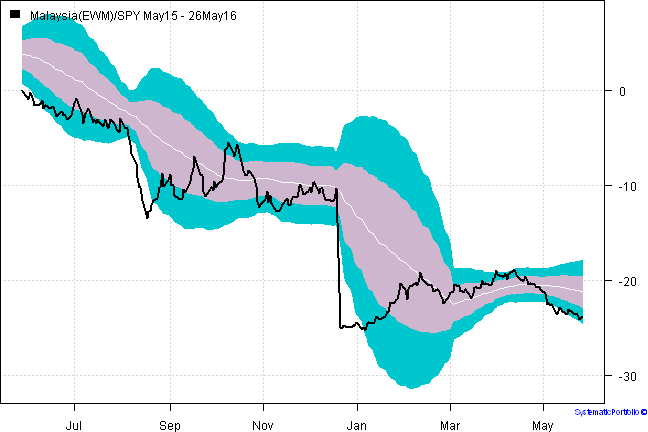 Malaysia(EWM)/SPY May15 - 26May16
0
-10
-20
-30
Jul Sep Nov Jan Mar May
SystematicPortfolio ©